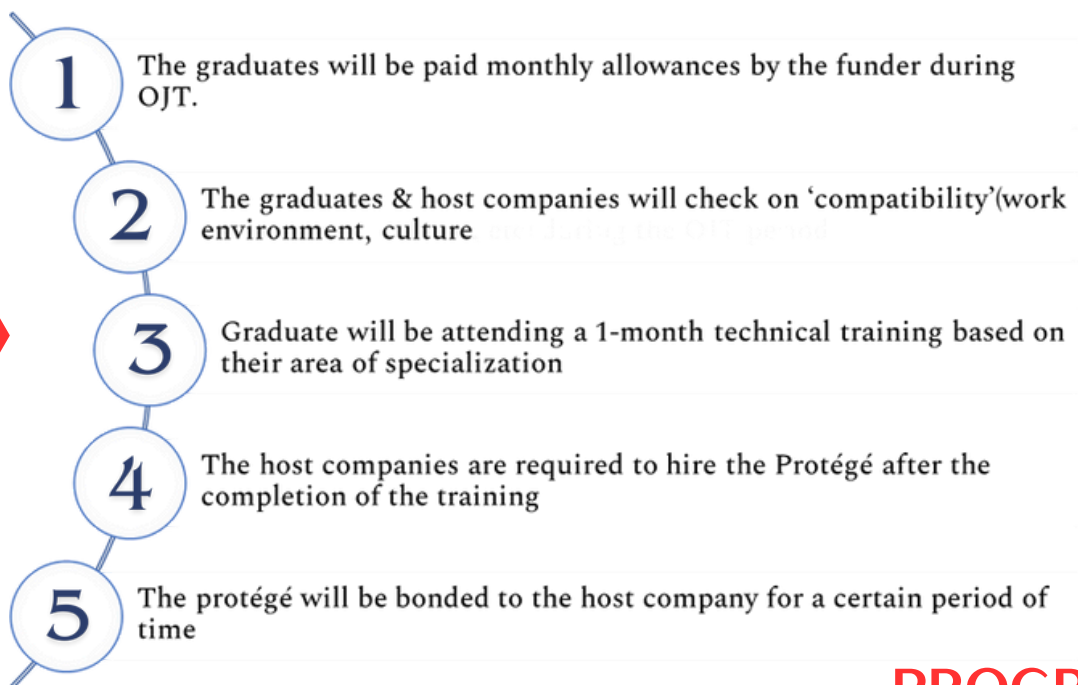 1
The graduates will be paid monthly allowances by the funder during
OJT.
2
The graduates & host companies will check on ‘compatibility’(work
environment, culture
3
Graduate will be attending a 1-month technical training based on
their area of specialization
4
The host companies are required to hire the Protégé after the
completion of the training
5
The protégé will be bonded to the host company for a certain period of
time